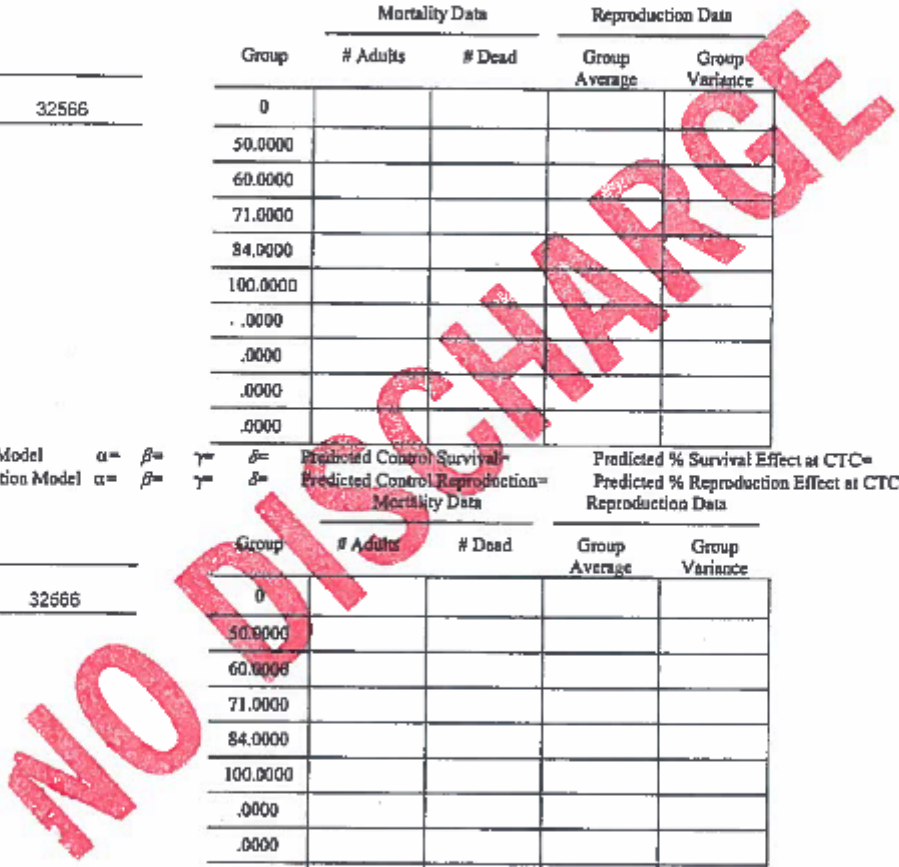 Mortality Data Reproduction Data
Group # Adults # Dead Group Average Group Variance
32566 0
50.0000
60.0000
71.0000
84.0000
100.0000
.0000
.0000
.0000
.0000
Model α= β= γ= δ= Predicted Control Survival= Predicted % Survival Effect at CTC=
tion Model α= β= γ= δ= Predicted Control Reproduction= Predicted % Reproduction Effect at CTC
Mortality Data Reproduction Data
Group # Adults # Dead Group Average Group Variance
32566 0
50.0000
60.0000
71.0000
84.0000
100.0000
.0000
.0000
NO DISCHARGE